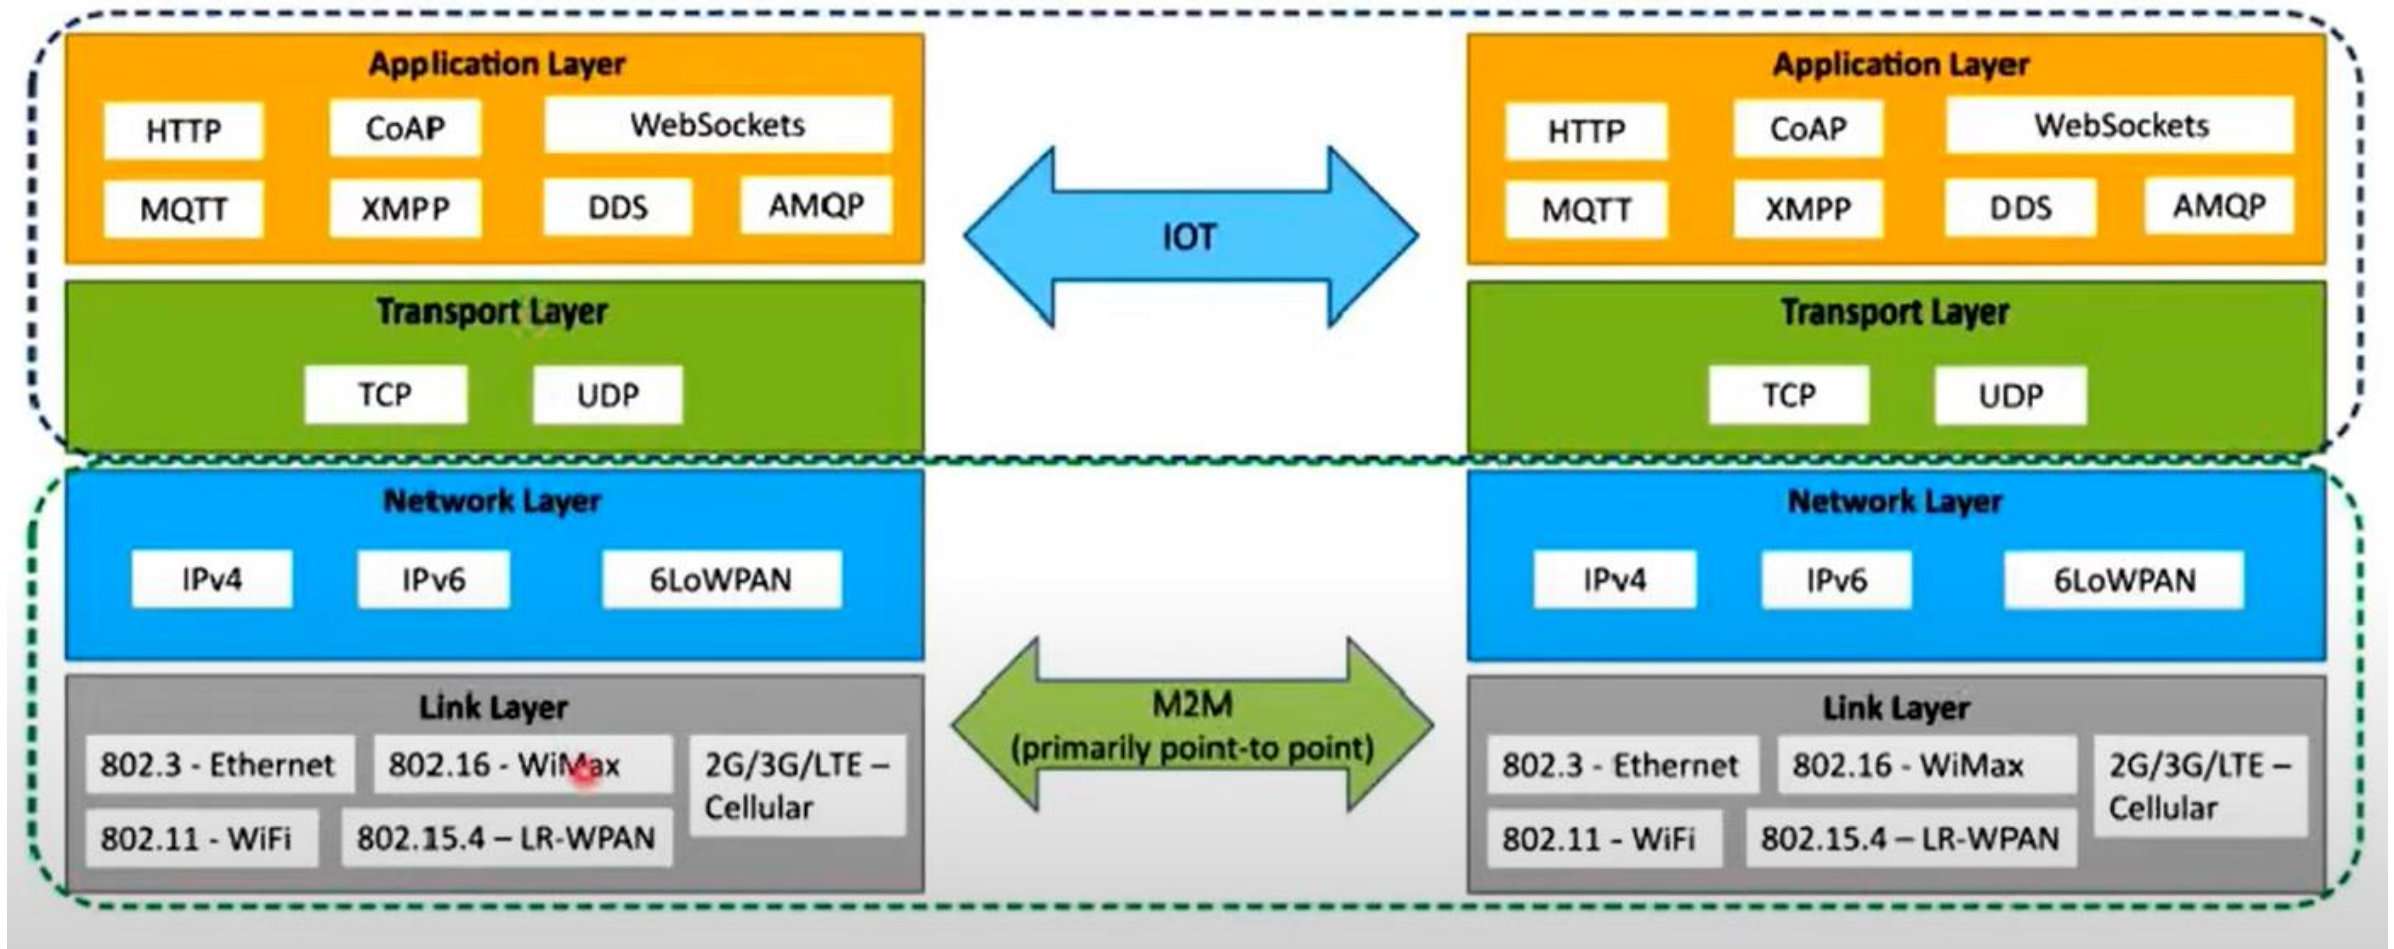 Application Layer
HTTP CoAP WebSockets
MQTT XMPP DDS AMQP
Transport Layer
TCP UDP
Network Layer
IPv4 IPv6 6LoWPAN
Link Layer
802.3 - Ethernet 802.16 - WiMax 2G/3G/LTE –
Cellular
802.11 - WiFi 802.15.4 – LR-WPAN
IOT
M2M
(primarily point-to point)
Application Layer
HTTP CoAP WebSockets
MQTT XMPP DDS AMQP
Transport Layer
TCP UDP
Network Layer
IPv4 IPv6 6LoWPAN
Link Layer
802.3 - Ethernet 802.16 - WiMax 2G/3G/LTE –
Cellular
802.11 - WiFi 802.15.4 – LR-WPAN